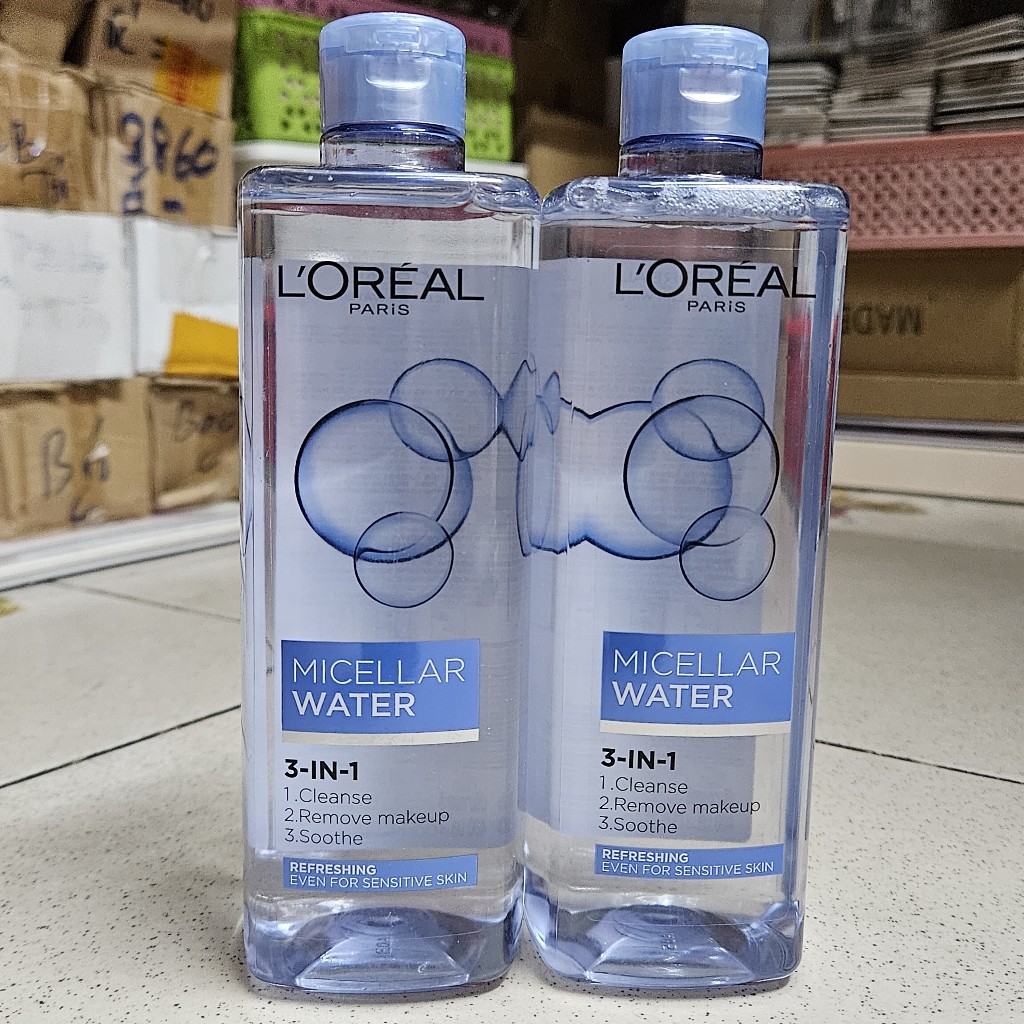 L'ORÉAL
PARiS
MICELLAR
WATER
3-IN-1
1.Cleanse
2.Remove makeup
3.Soothe
REFRESHING
EVEN FOR SENSITIVE SKIN
L'ORÉAL
PARiS
MICELLAR
WATER
3-IN-1
1.Cleanse
2.Remove makeup
3.Soothe
REFRESHING
EVEN FOR SENSITIVE SKIN
MADE